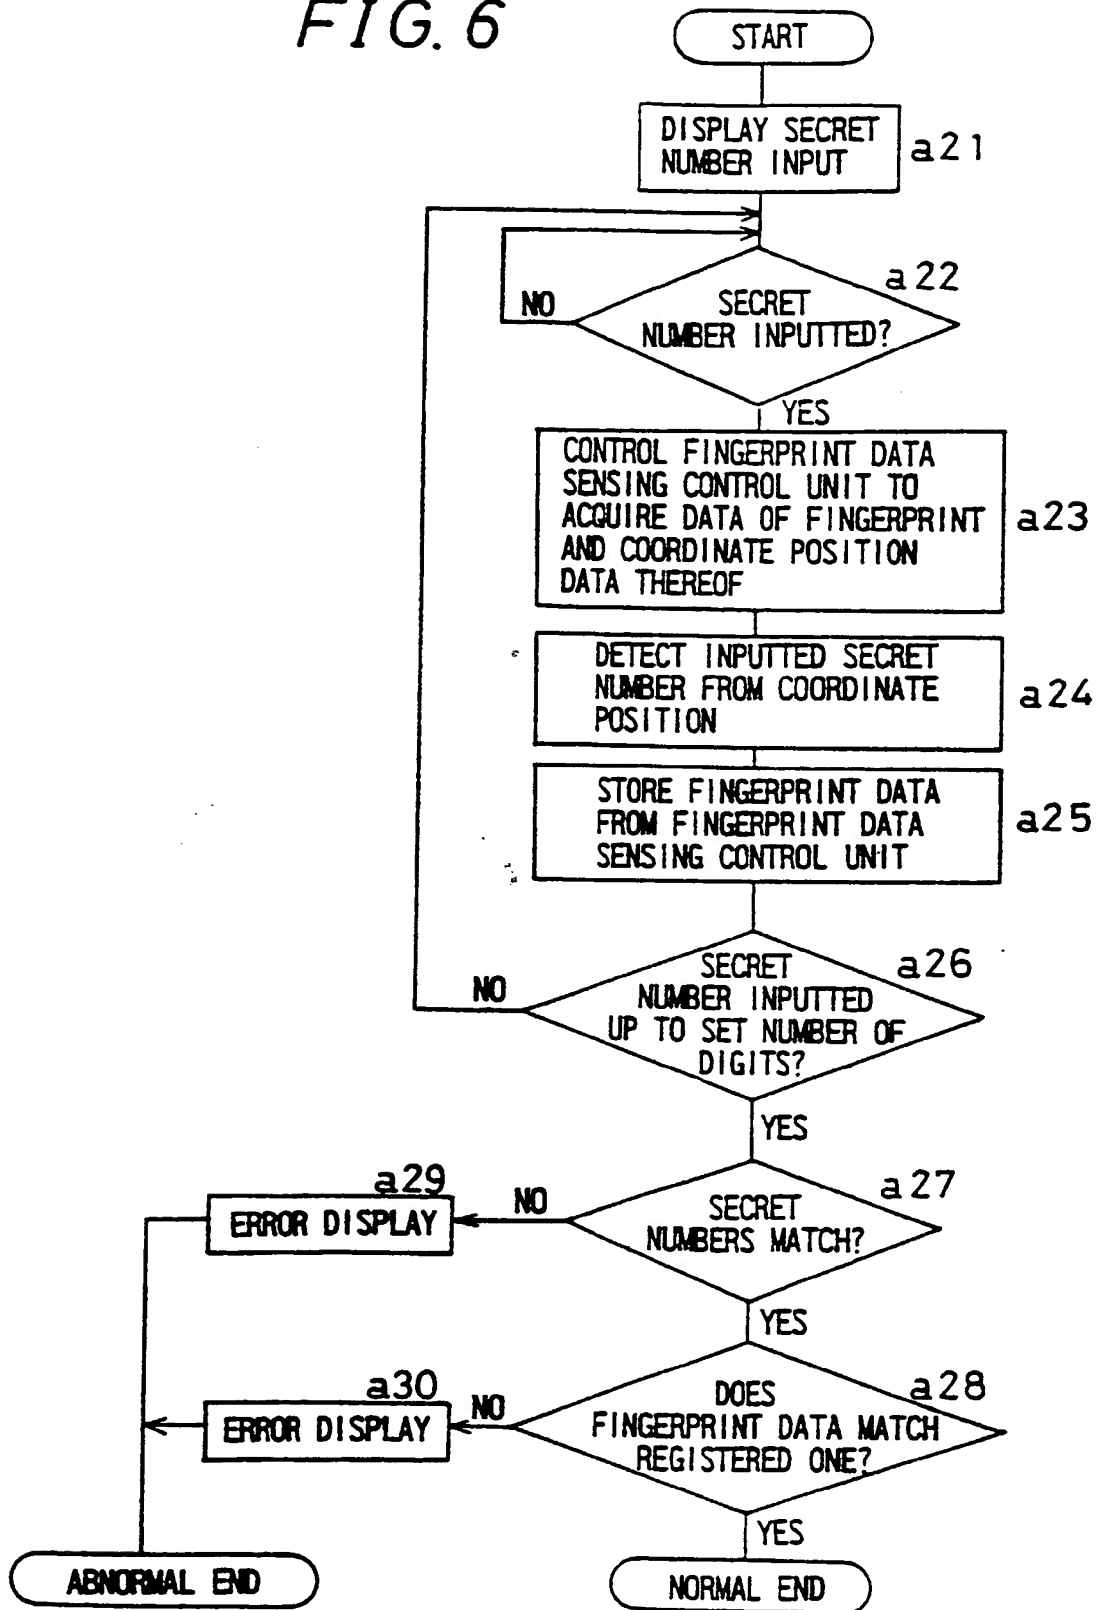 FIG. 6
START
DISPLAY SECRET
NUMBER INPUT
a21
a22
SECRET
NUMBER INPUTTED?
NO
YES
CONTROL FINGERPRINT DATA
SENSING CONTROL UNIT TO
ACQUIRE DATA OF FINGERPRINT
AND COORDINATE POSITION
DATA THEREOF
a23
DETECT INPUTTED SECRET
NUMBER FROM COORDINATE
POSITION
a24
STORE FINGERPRINT DATA
FROM FINGERPRINT DATA
SENSING CONTROL UNIT
a25
a26
SECRET
NUMBER INPUTTED
UP TO SET NUMBER OF
DIGITS?
NO
YES
a27
SECRET
NUMBERS MATCH?
NO
a29
ERROR DISPLAY
YES
a28
DOES
FINGERPRINT DATA MATCH
REGISTERED ONE?
NO
a30
ERROR DISPLAY
YES
ABNORMAL END
NORMAL END